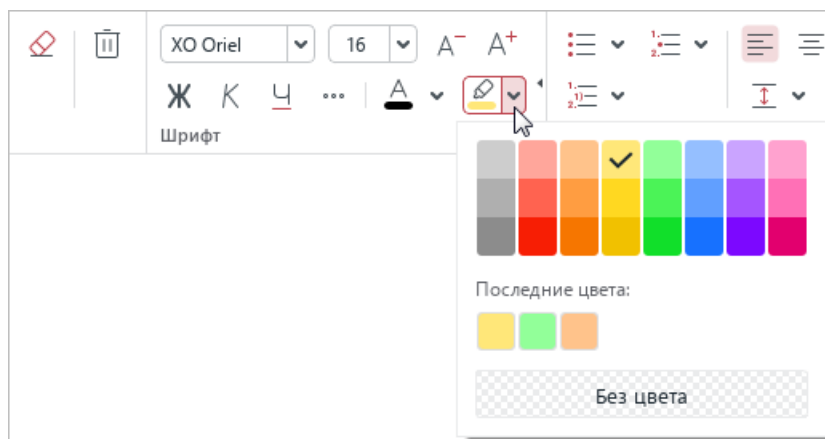 XO Oriel 16 A⁻ A⁺
Ж К Ч ... А
Шрифт
Последние цвета:
Без цвета